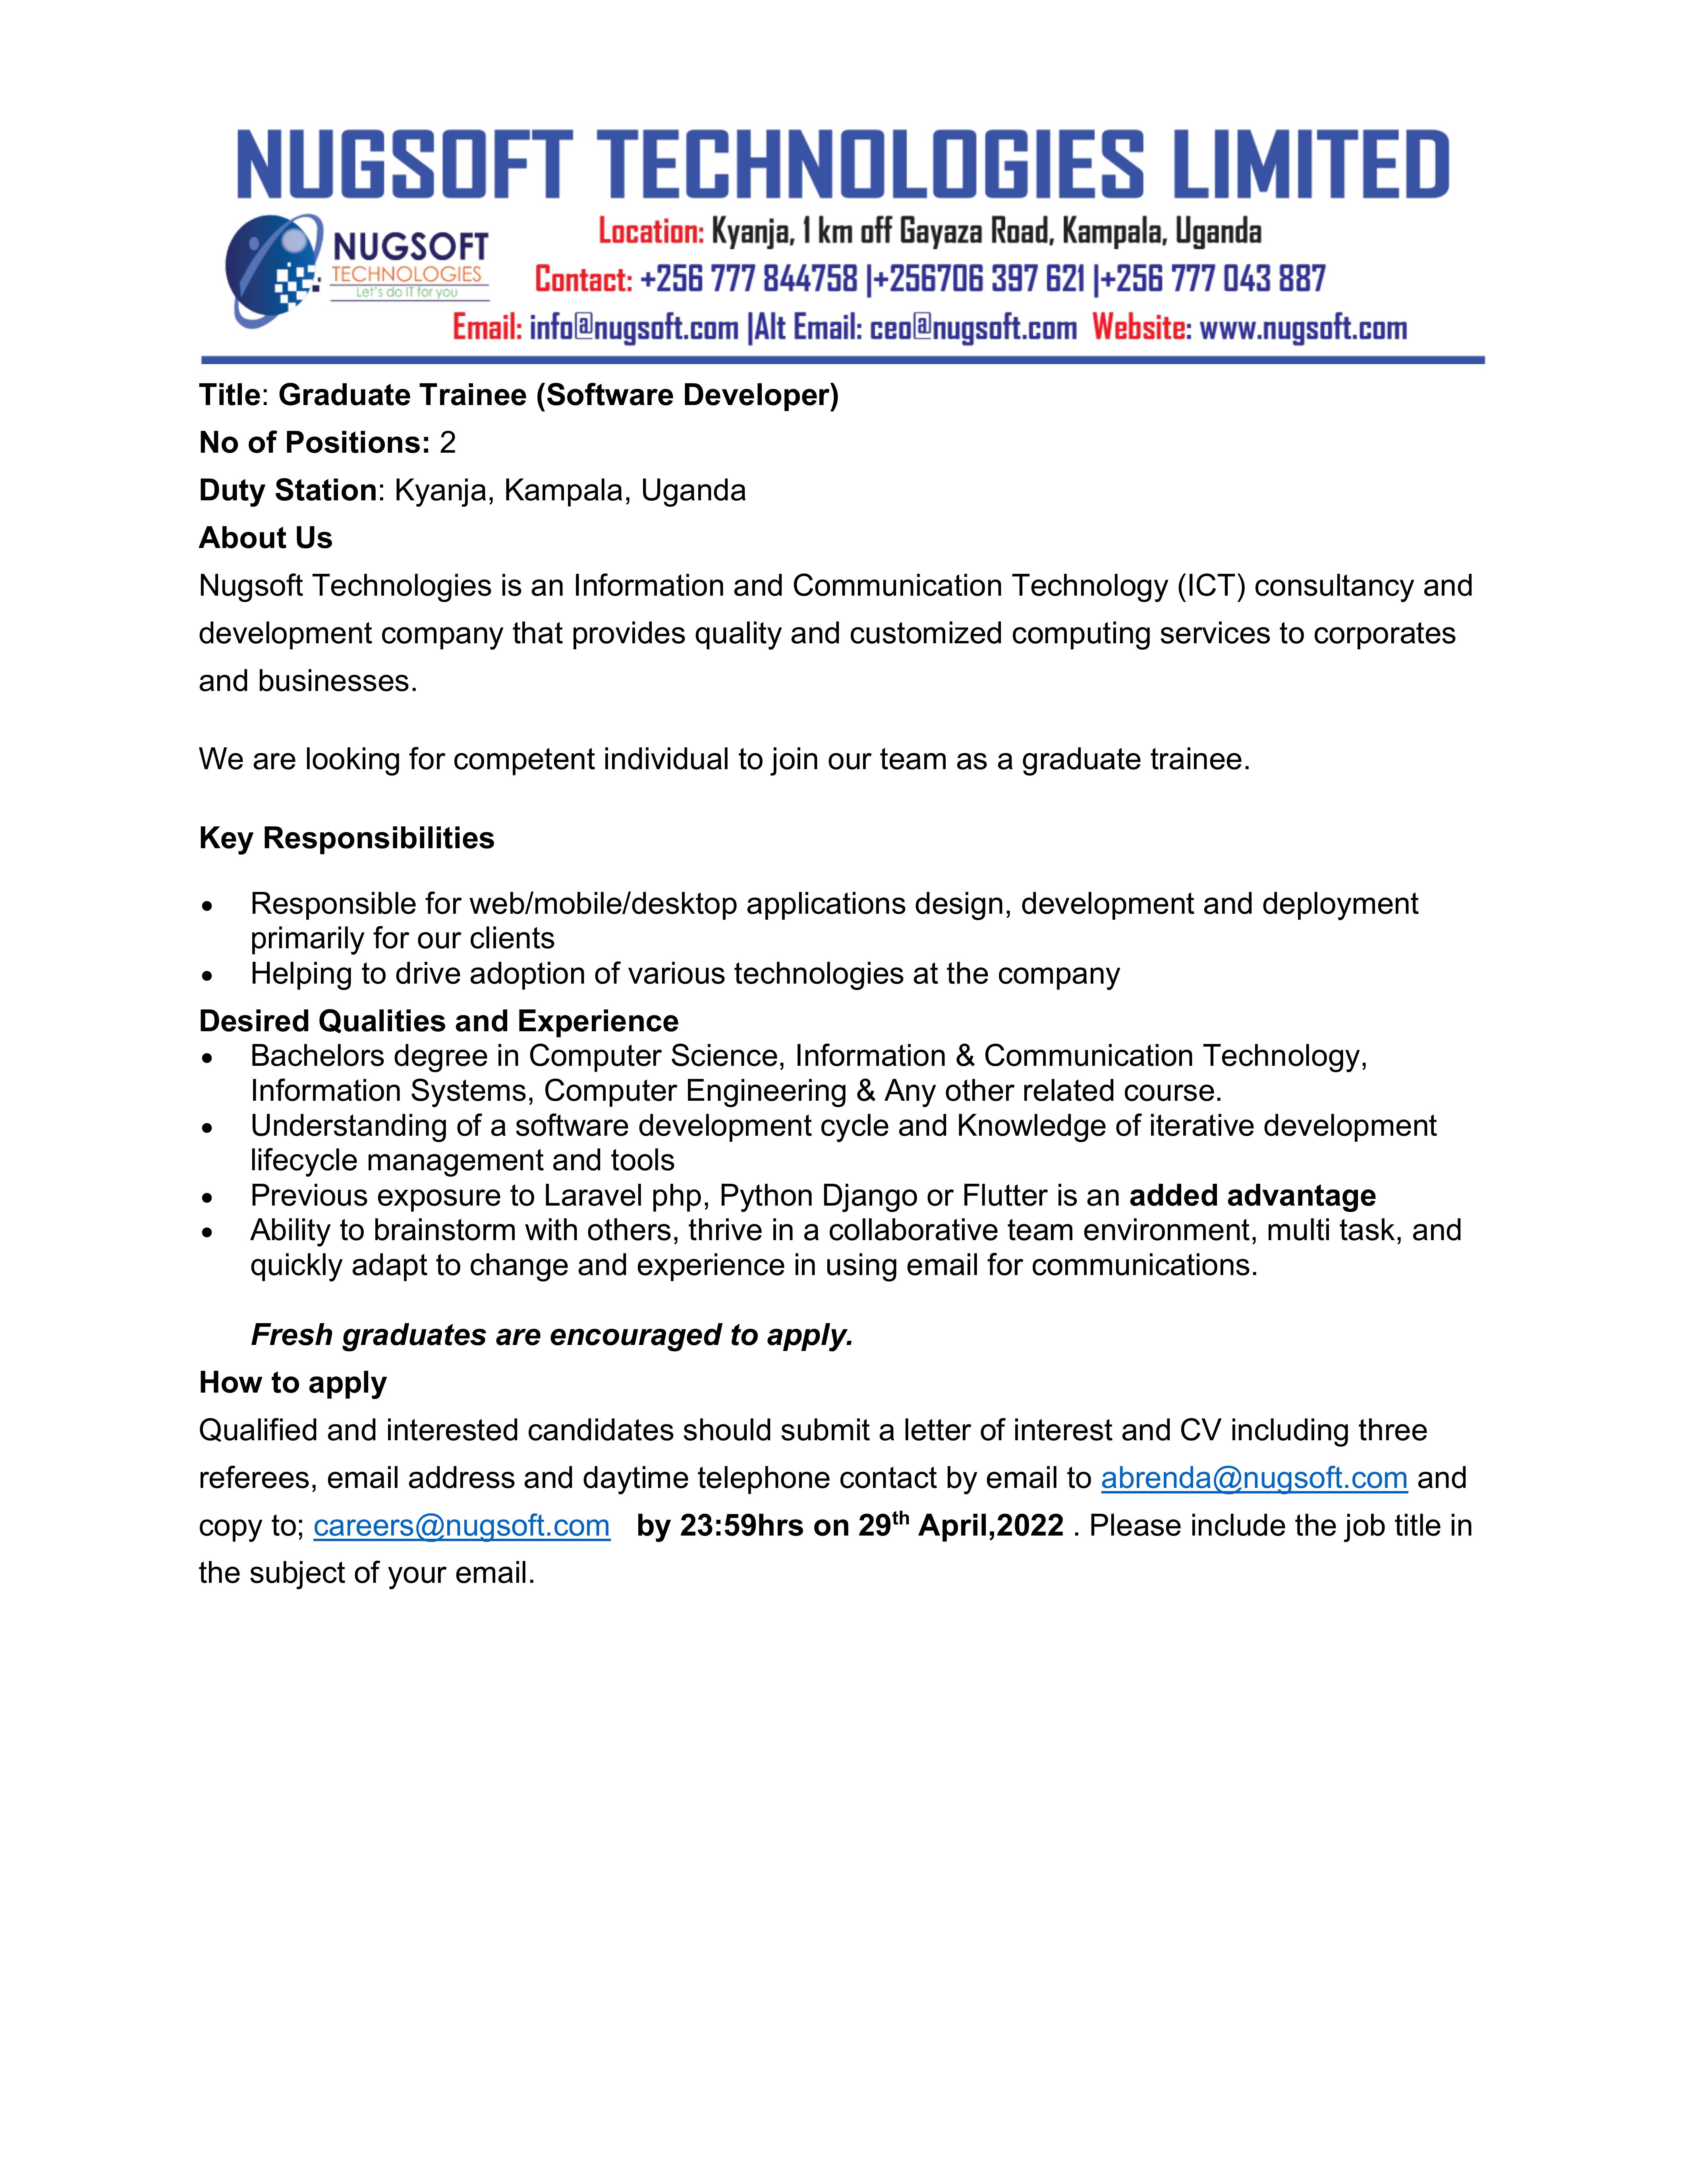 NUGSOFT TECHNOLOGIES LIMITED
NUGSOFT
TECHNOLOGIES
Let's do IT for you
Location: Kyanja, 1 km off Gayaza Road, Kampala, Uganda
Contact: +256 777 844758 |+256706 397 621 |+256 777 043 887
Email: info@nugsoft.com |Alt Email: ceo@nugsoft.com Website: www.nugsoft.com
Title: Graduate Trainee (Software Developer)
No of Positions: 2
Duty Station: Kyanja, Kampala, Uganda
About Us
Nugsoft Technologies is an Information and Communication Technology (ICT) consultancy and
development company that provides quality and customized computing services to corporates
and businesses.
We are looking for competent individual to join our team as a graduate trainee.
Key Responsibilities
• Responsible for web/mobile/desktop applications design, development and deployment
primarily for our clients
• Helping to drive adoption of various technologies at the company
Desired Qualities and Experience
• Bachelors degree in Computer Science, Information & Communication Technology,
Information Systems, Computer Engineering & Any other related course.
• Understanding of a software development cycle and Knowledge of iterative development
lifecycle management and tools
• Previous exposure to Laravel php, Python Django or Flutter is an added advantage
• Ability to brainstorm with others, thrive in a collaborative team environment, multi task, and
quickly adapt to change and experience in using email for communications.
Fresh graduates are encouraged to apply.
How to apply
Qualified and interested candidates should submit a letter of interest and CV including three
referees, email address and daytime telephone contact by email to abrenda@nugsoft.com and
copy to; careers@nugsoft.com by 23:59hrs on 29th April,2022 . Please include the job title in
the subject of your email.